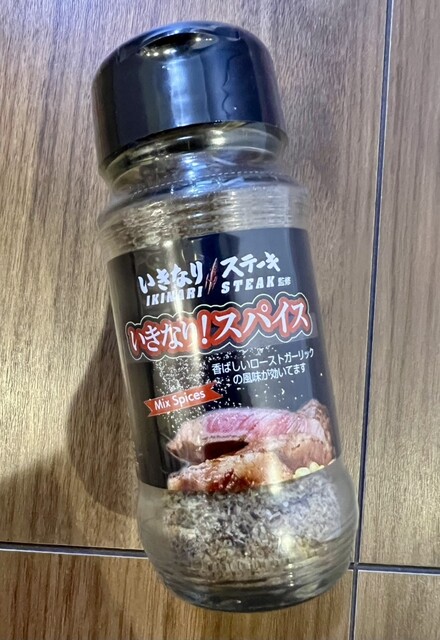 いきなりステーキ
IKINARI STEAK 監修
いきなり!スパイス
香ばしいローストガーリック
の風味が効いてます
Mix Spices